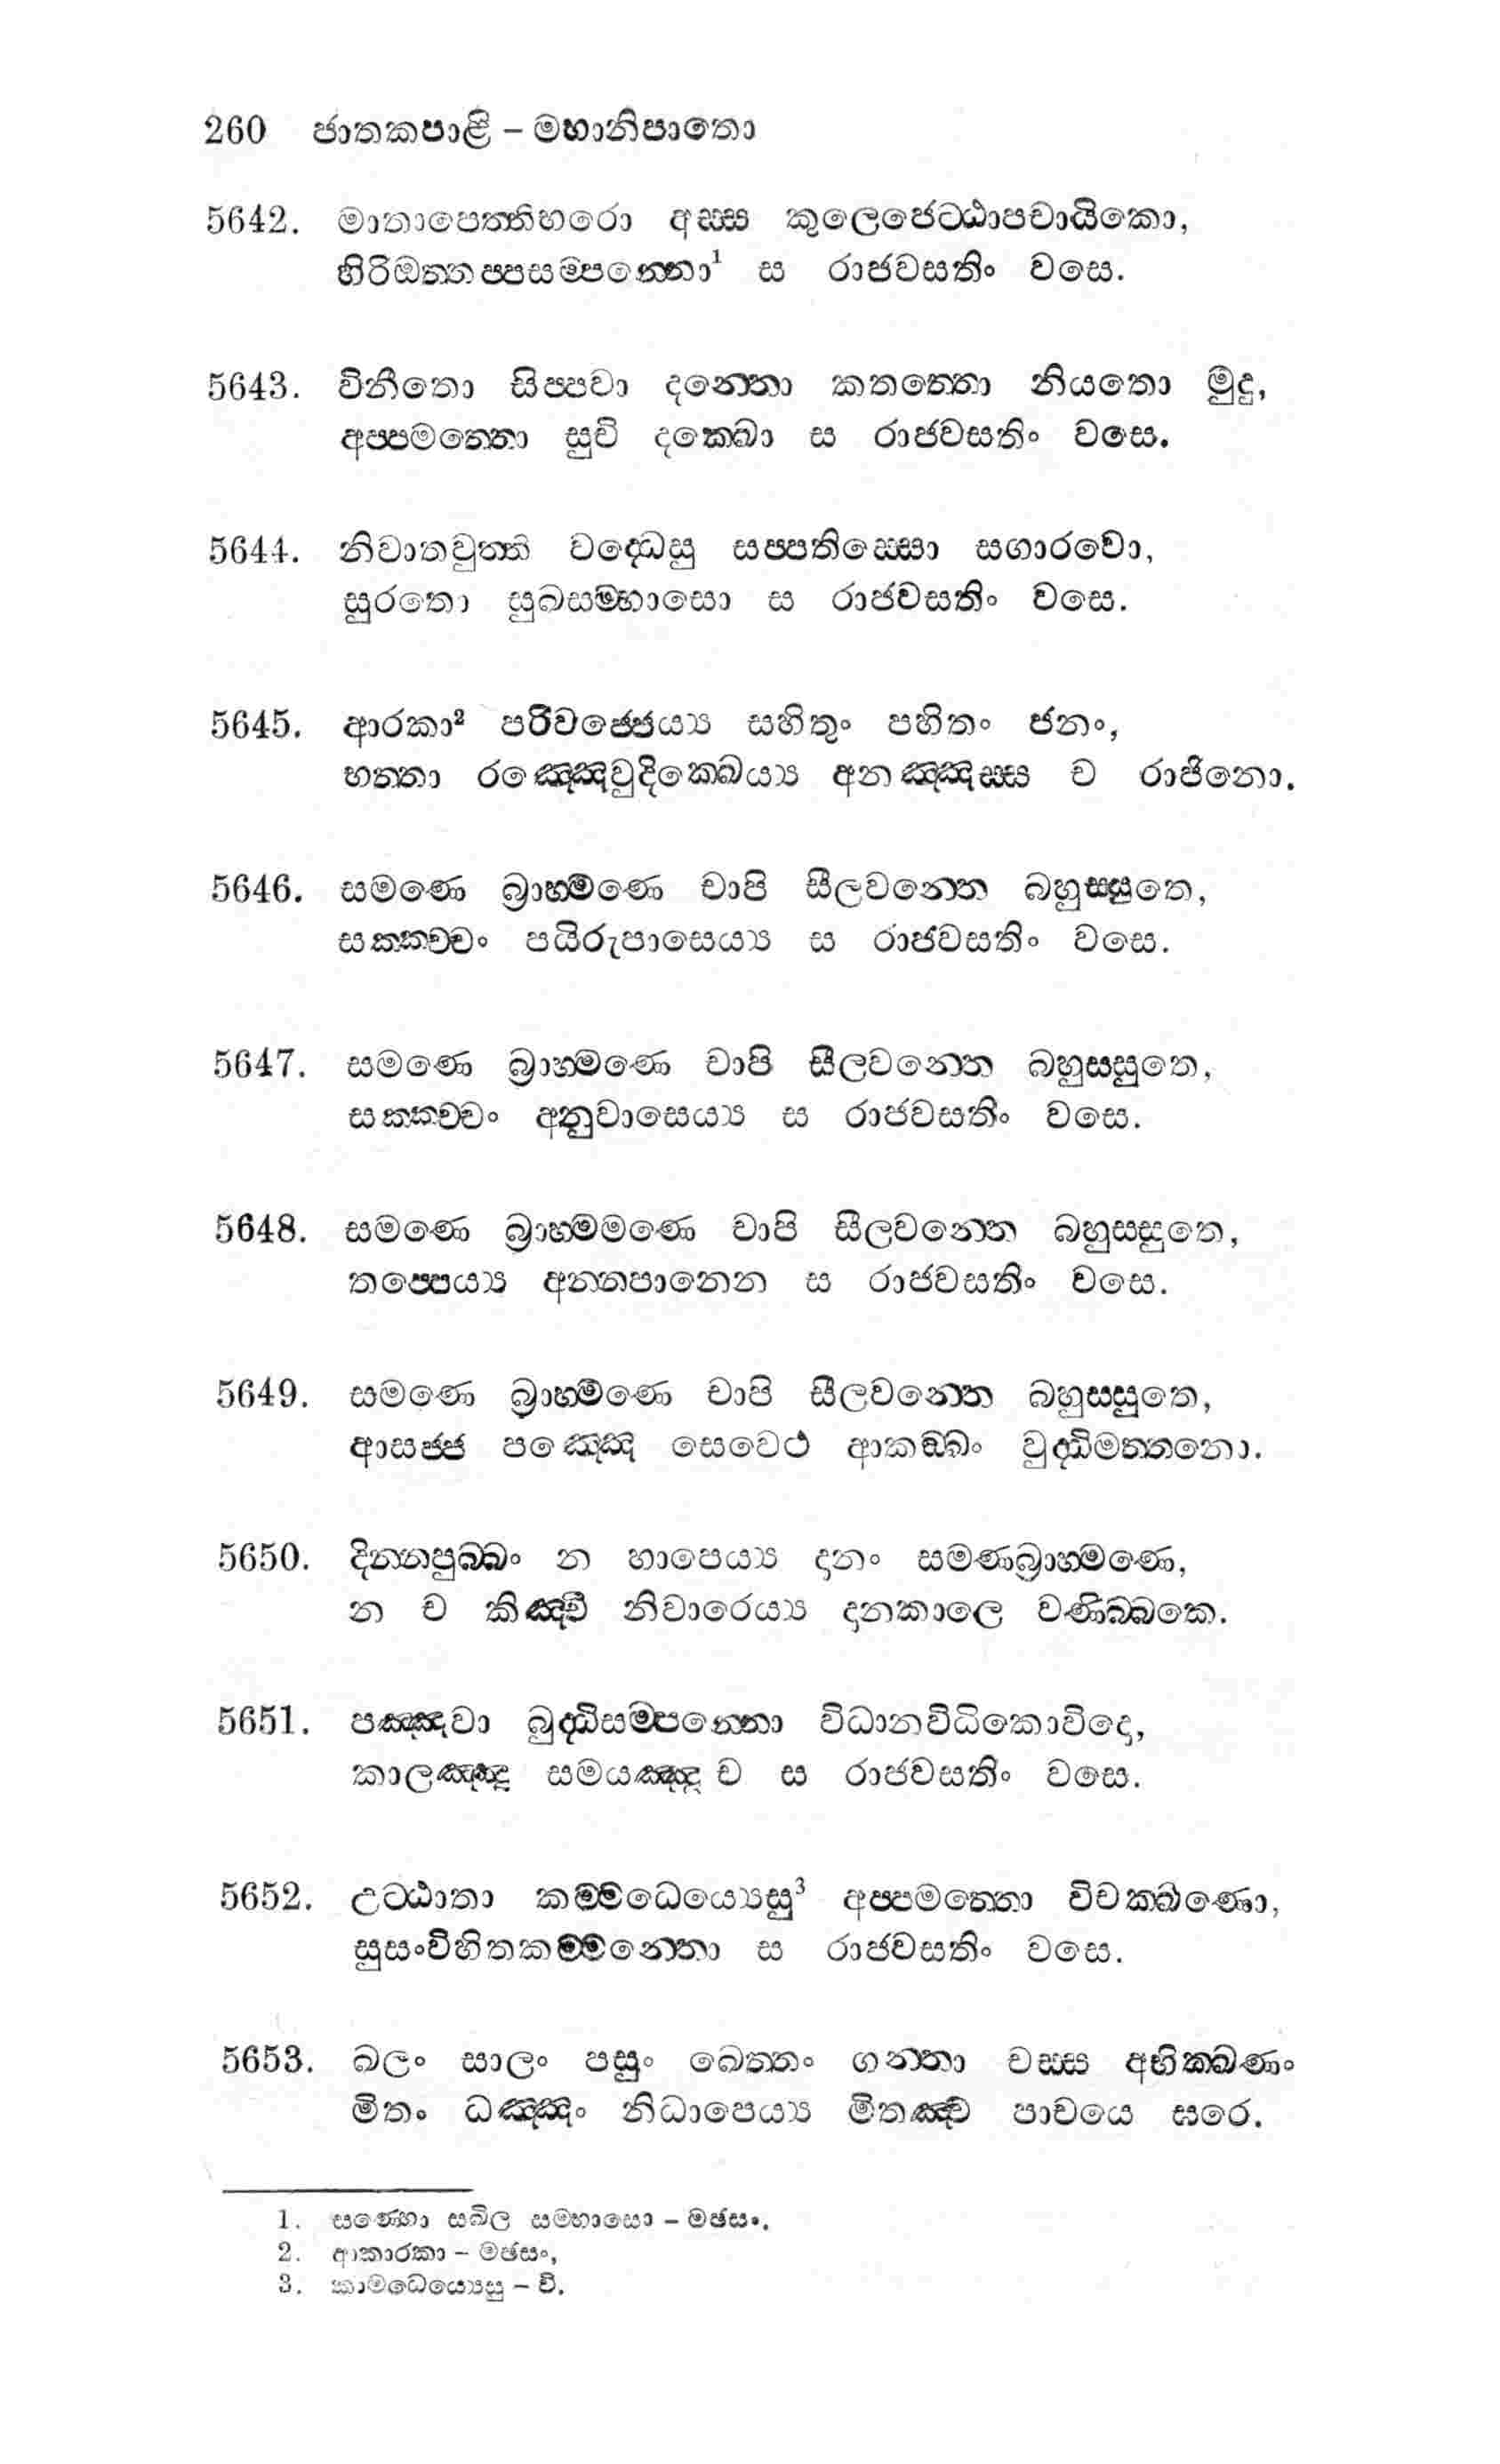 260 ජාතකපාළි – මහානිපාතො
5642. මාතාපෙත්තිභරො අස්ස කුලෙජෙට්ඨාපචායිකො,
හිරිඔත්තප්පසම්පන්නො¹ ස රාජවසතිං වසෙ.
5643. විනීතො සිප්පවා දන්තො කතත්තො නියතො මුදු,
අප්පමත්තො සුචි දක්ඛො ස රාජවසතිං වසෙ.
5644. නිවාතවුත්ති වද්ධෙසු සප්පතිස්සො සගාරවො,
සුරතො සුඛසම්භාසො ස රාජවසතිං වසෙ.
5645. ආරකා² පරිවජ්ජෙය්‍ය සහිතුං පහිතං ජනං,
භත්තා රඤ්ඤෙවුදික්ඛෙය්‍ය අනඤ්ඤස්ස ච රාජිනො.
5646. සමණෙ බ්‍රාහ්මණෙ චාපි සීලවන්තෙ බහුස්සුතෙ,
සක්කච්චං පයිරුපාසෙය්‍ය ස රාජවසතිං වසෙ.
5647. සමණෙ බ්‍රාහ්මණෙ චාපි සීලවන්තෙ බහුස්සුතෙ,
සක්කච්චං අනුවාසෙය්‍ය ස රාජවසතිං වසෙ.
5648. සමණෙ බ්‍රාහ්මමණෙ චාපි සීලවන්තෙ බහුස්සුතෙ,
තප්පෙය්‍ය අන්නපානෙන ස රාජවසතිං වසෙ.
5649. සමණෙ බ්‍රාහ්මණෙ චාපි සීලවන්තෙ බහුස්සුතෙ,
ආසජ්ජ පඤ්ඤෙ සෙවෙථ ආකඞ්ඛං වුද්ධිමත්තනො.
5650. දින්නපුබ්බං න හාපෙය්‍ය දානං සමණබ්‍රාහ්මණෙ,
න ච කිඤ්චි නිවාරෙය්‍ය දානකාලෙ වණිබ්බකෙ.
5651. පඤ්ඤවා බුද්ධිසම්පන්නො විධානවිධිකොවිදො,
කාලඤ්ඤූ සමයඤ්ඤූ ච ස රාජවසතිං වසෙ.
5652. උට්ඨාතා කම්මධෙය්‍යෙසු³ අප්පමත්තො විචක්ඛණො,
සුසංවිහිතකම්මන්තො ස රාජවසතිං වසෙ.
5653. ඛලං සාලං පසුං ඛෙත්තං ගන්තා චස්ස අභික්ඛණං
මිතං ධඤ්ඤං නිධාපෙය්‍ය මිතඤ්ච පාචයෙ ඝරෙ.
1. සණ්හො සඛිල සම්භාසො – මඡසං.
2. ආකාරකා – මඡසං,
3. කාමධෙය්‍යෙසු – වි.